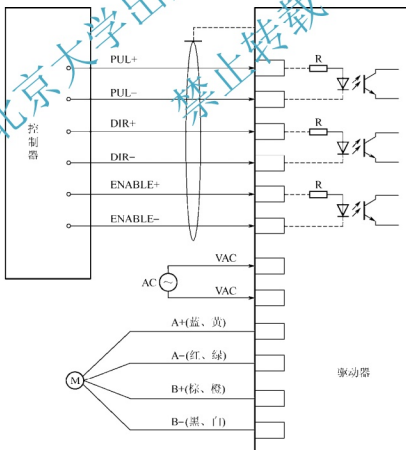 北京大学出
禁止转载
PUL+
R
PUL−
DIR+
R
控制器
DIR−
ENABLE+
R
ENABLE−
VAC
AC
~
VAC
A+(蓝、黄)
A−(红、绿)
驱动器
M
B+(棕、橙)
B−(黑、白)